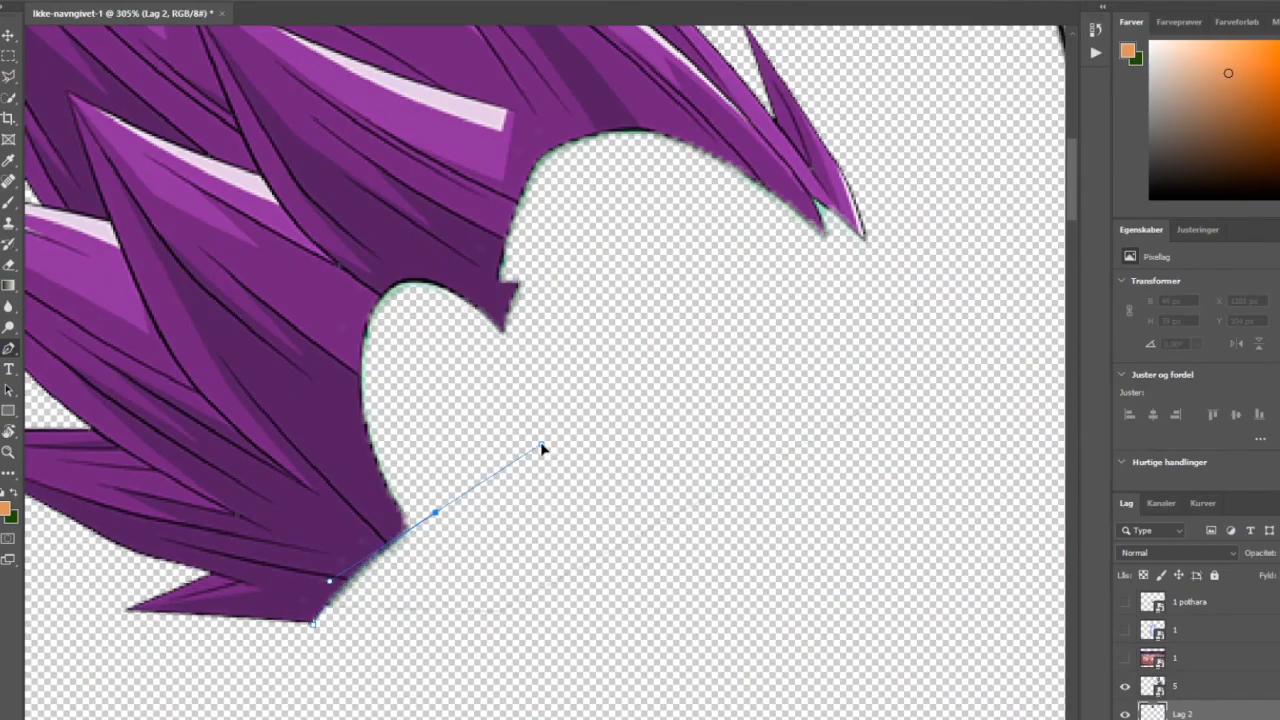 Ikke-navngivet-1 @ 305% (Lag 2, RGB/8#) *
Farver Farveprøver Farveforløb
Egenskaber Justeringer
Pixellag
Transformer
B X
H Y
Juster og fordel
Juster:
Hurtige handlinger
Lag Kanaler Kurver
Type
Normal Opacitet:
Lås: Fyld:
1 pothara
1
1
5
Lag 2